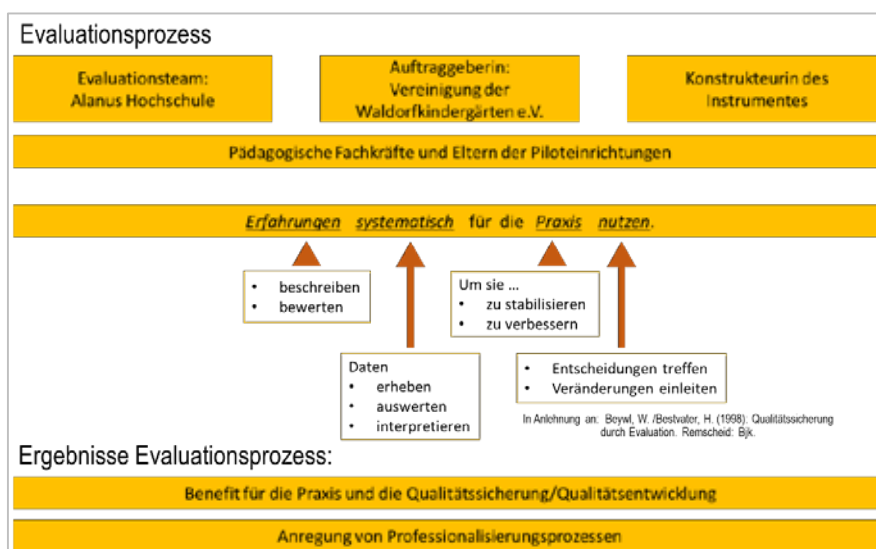 Evaluationsprozess
Evaluationsteam:
Alanus Hochschule
Auftraggeberin:
Vereinigung der
Waldorfkindergärten e.V.
Konstrukteurin des
Instrumentes
Pädagogische Fachkräfte und Eltern der Piloteinrichtungen
Erfahrungen systematisch für die Praxis nutzen.
• beschreiben
• bewerten
Um sie ...
• zu stabilisieren
• zu verbessern
Daten
• erheben
• auswerten
• interpretieren
• Entscheidungen treffen
• Veränderungen einleiten
In Anlehnung an: Beywl, W. /Bestvater, H. (1998): Qualitätssicherung
durch Evaluation. Remscheid: Bjk.
Ergebnisse Evaluationsprozess:
Benefit für die Praxis und die Qualitätssicherung/Qualitätsentwicklung
Anregung von Professionalisierungsprozessen